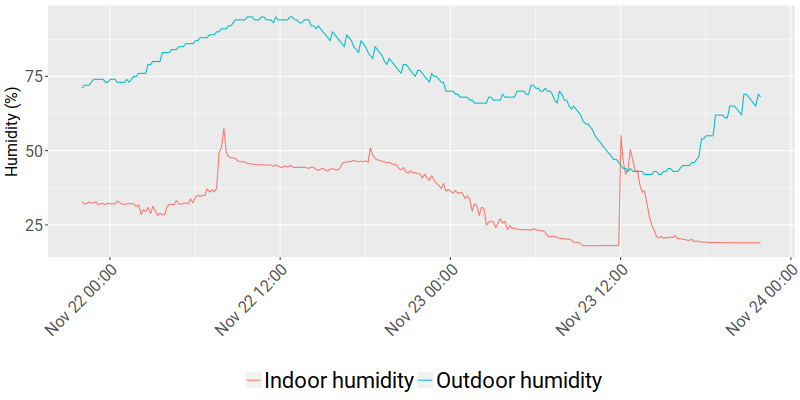 Humidity (%)
75
50
25
Nov 22 00:00
Nov 22 12:00
Nov 23 00:00
Nov 23 12:00
Nov 24 00:00
Indoor humidity Outdoor humidity